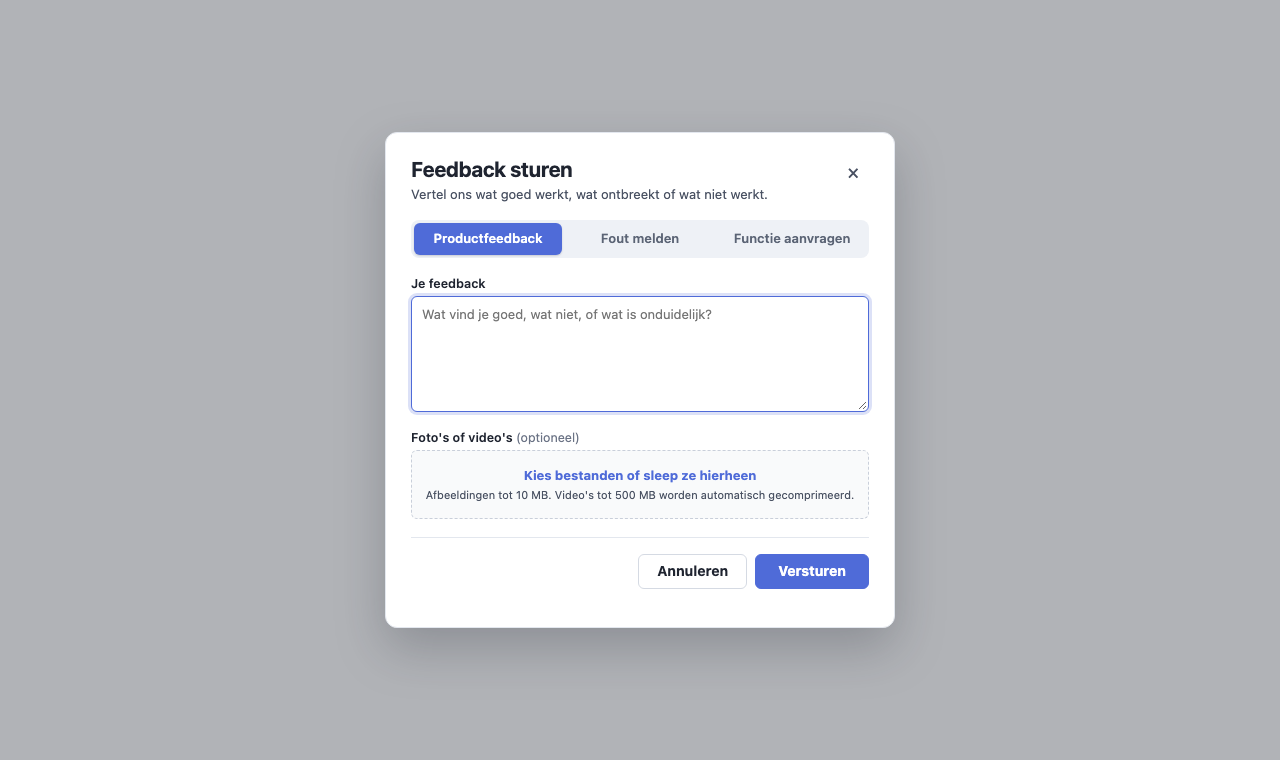 Feedback sturen
×
Vertel ons wat goed werkt, wat ontbreekt of wat niet werkt.
Productfeedback
Fout melden
Functie aanvragen
Je feedback
Wat vind je goed, wat niet, of wat is onduidelijk?
Foto's of video's (optioneel)
Kies bestanden of sleep ze hierheen
Afbeeldingen tot 10 MB. Video's tot 500 MB worden automatisch gecomprimeerd.
Annuleren
Versturen